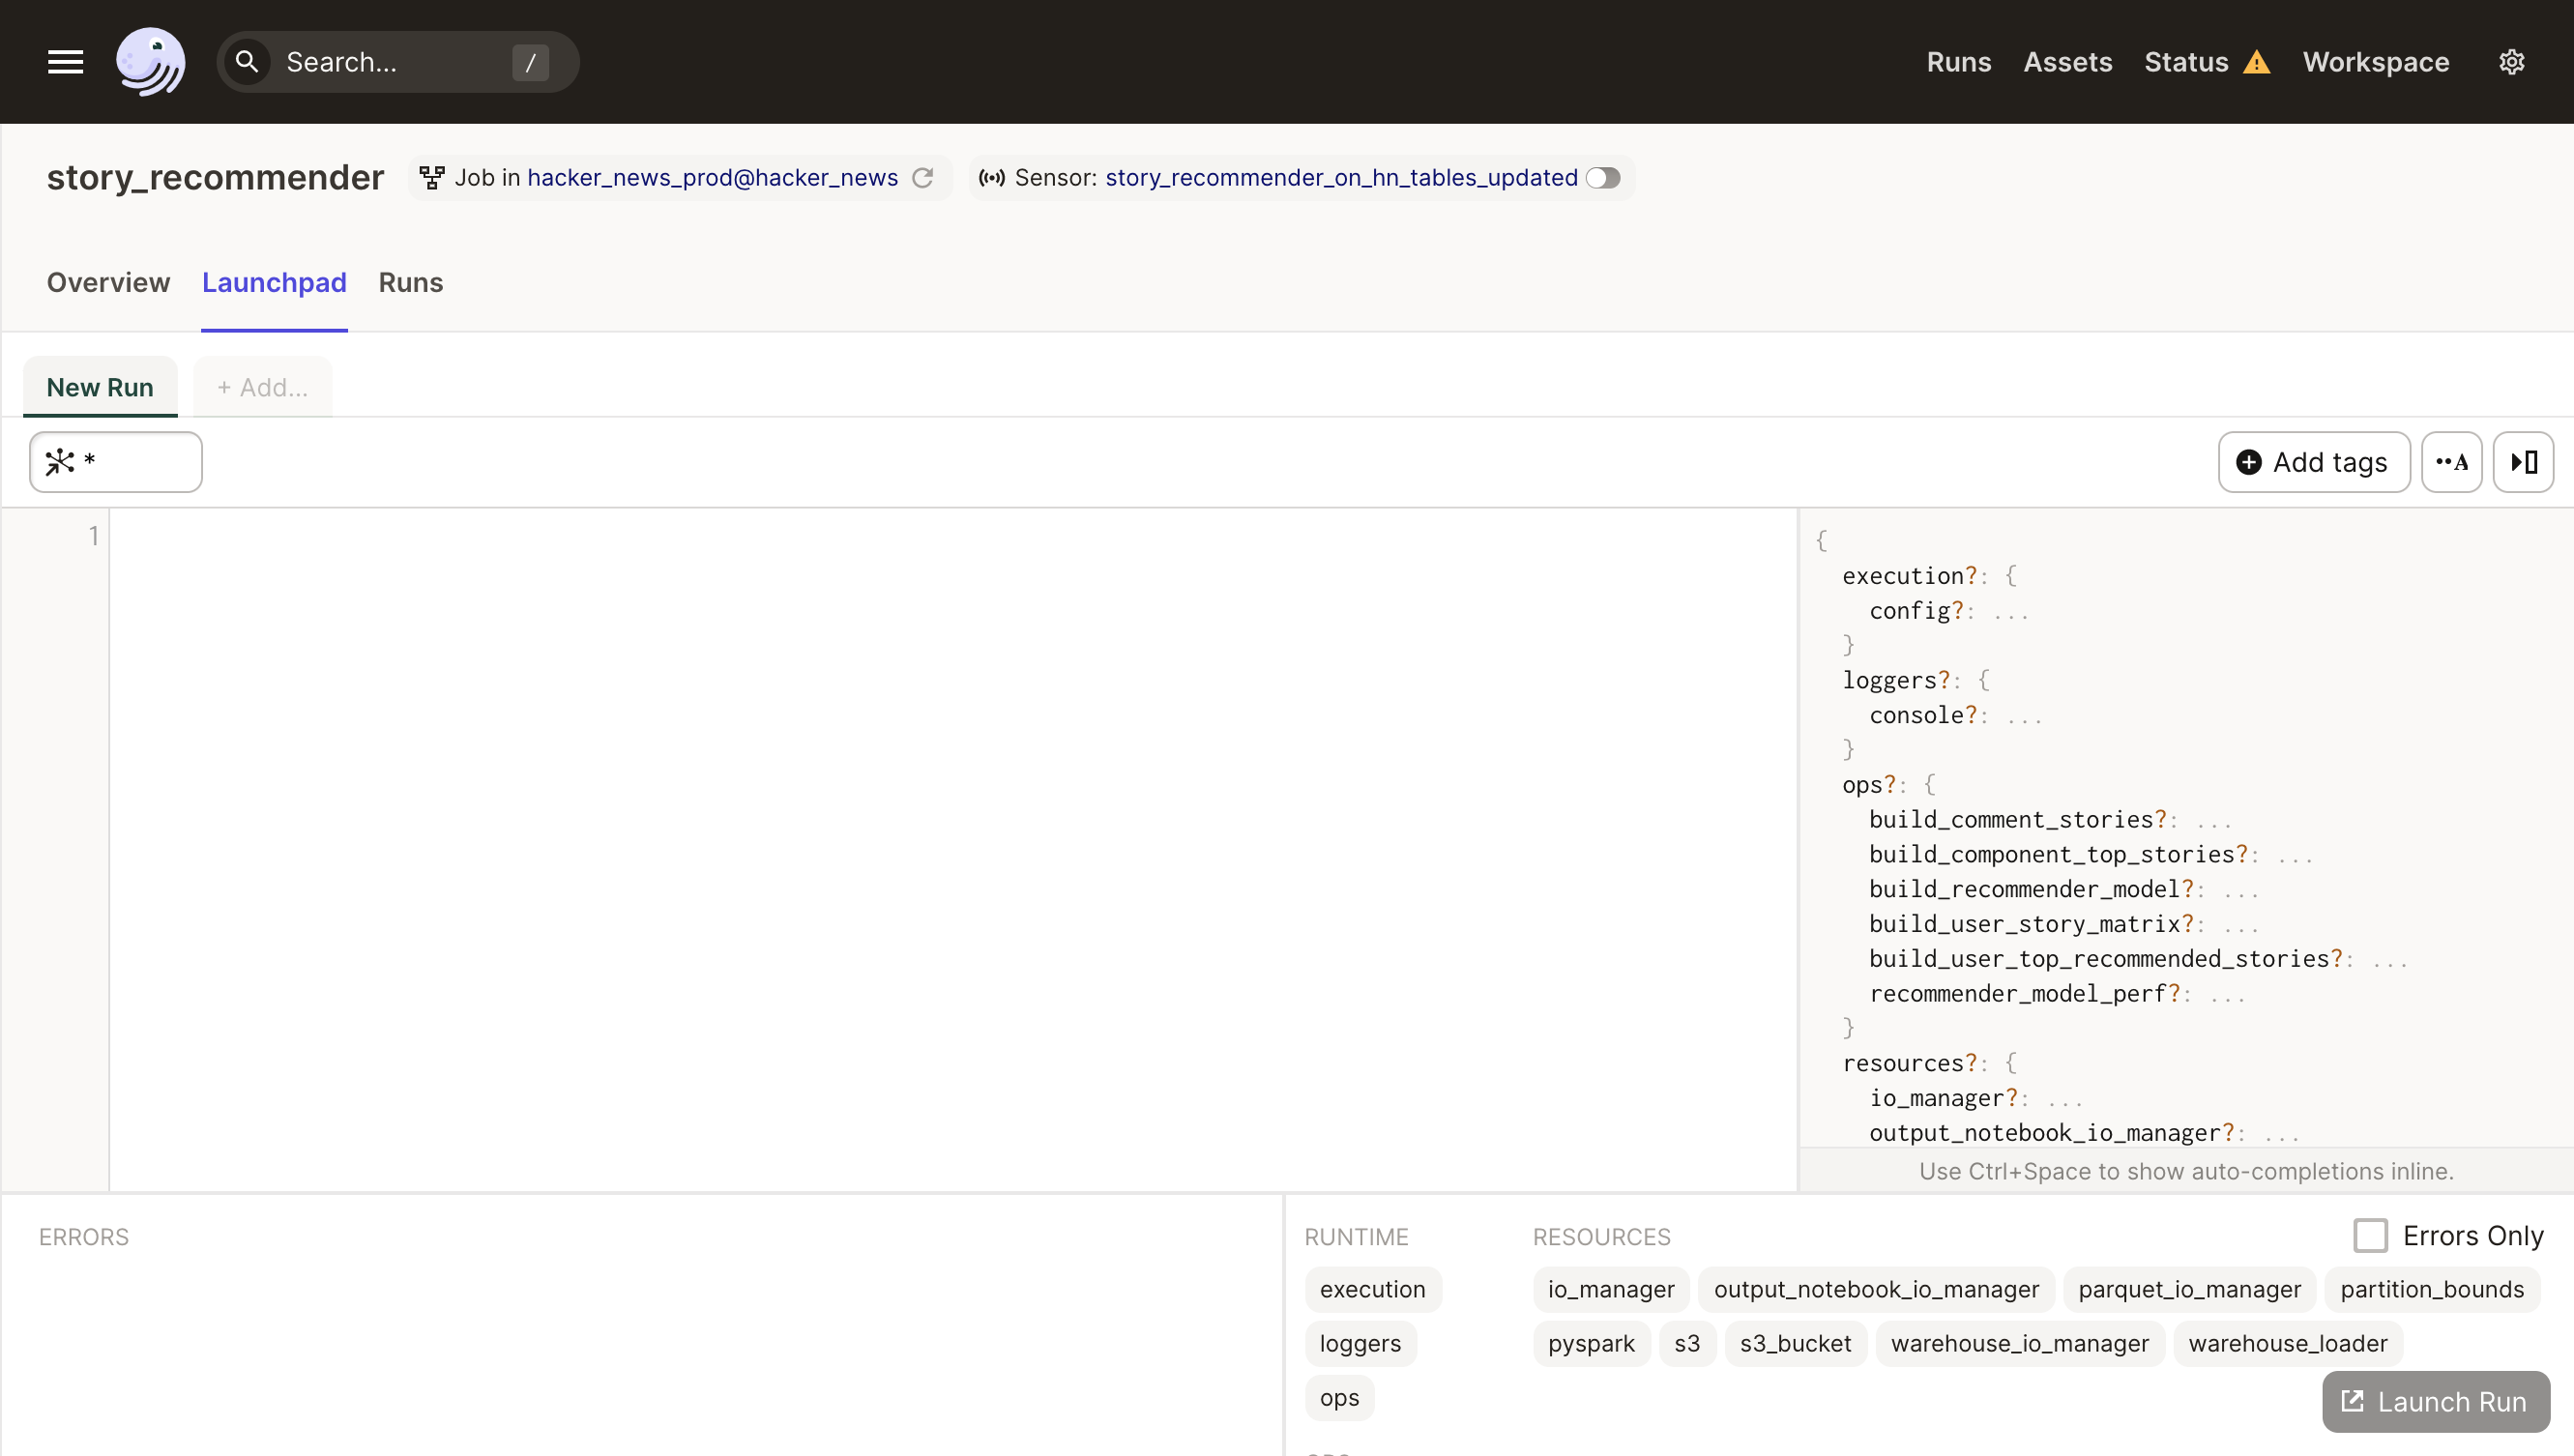 Search... /
Runs Assets Status Workspace
story_recommender Job in hacker_news_prod@hacker_news Sensor: story_recommender_on_hn_tables_updated
Overview Launchpad Runs
New Run + Add...
* Add tags ••A
1
{
execution?: {
config?: ...
}
loggers?: {
console?: ...
}
ops?: {
build_comment_stories?: ...
build_component_top_stories?: ...
build_recommender_model?: ...
build_user_story_matrix?: ...
build_user_top_recommended_stories?: ...
recommender_model_perf?: ...
}
resources?: {
io_manager?: ...
output_notebook_io_manager?: ...
Use Ctrl+Space to show auto-completions inline.
ERRORS
RUNTIME
execution
loggers
ops
RESOURCES
io_manager output_notebook_io_manager parquet_io_manager partition_bounds
pyspark s3 s3_bucket warehouse_io_manager warehouse_loader
Errors Only
Launch Run